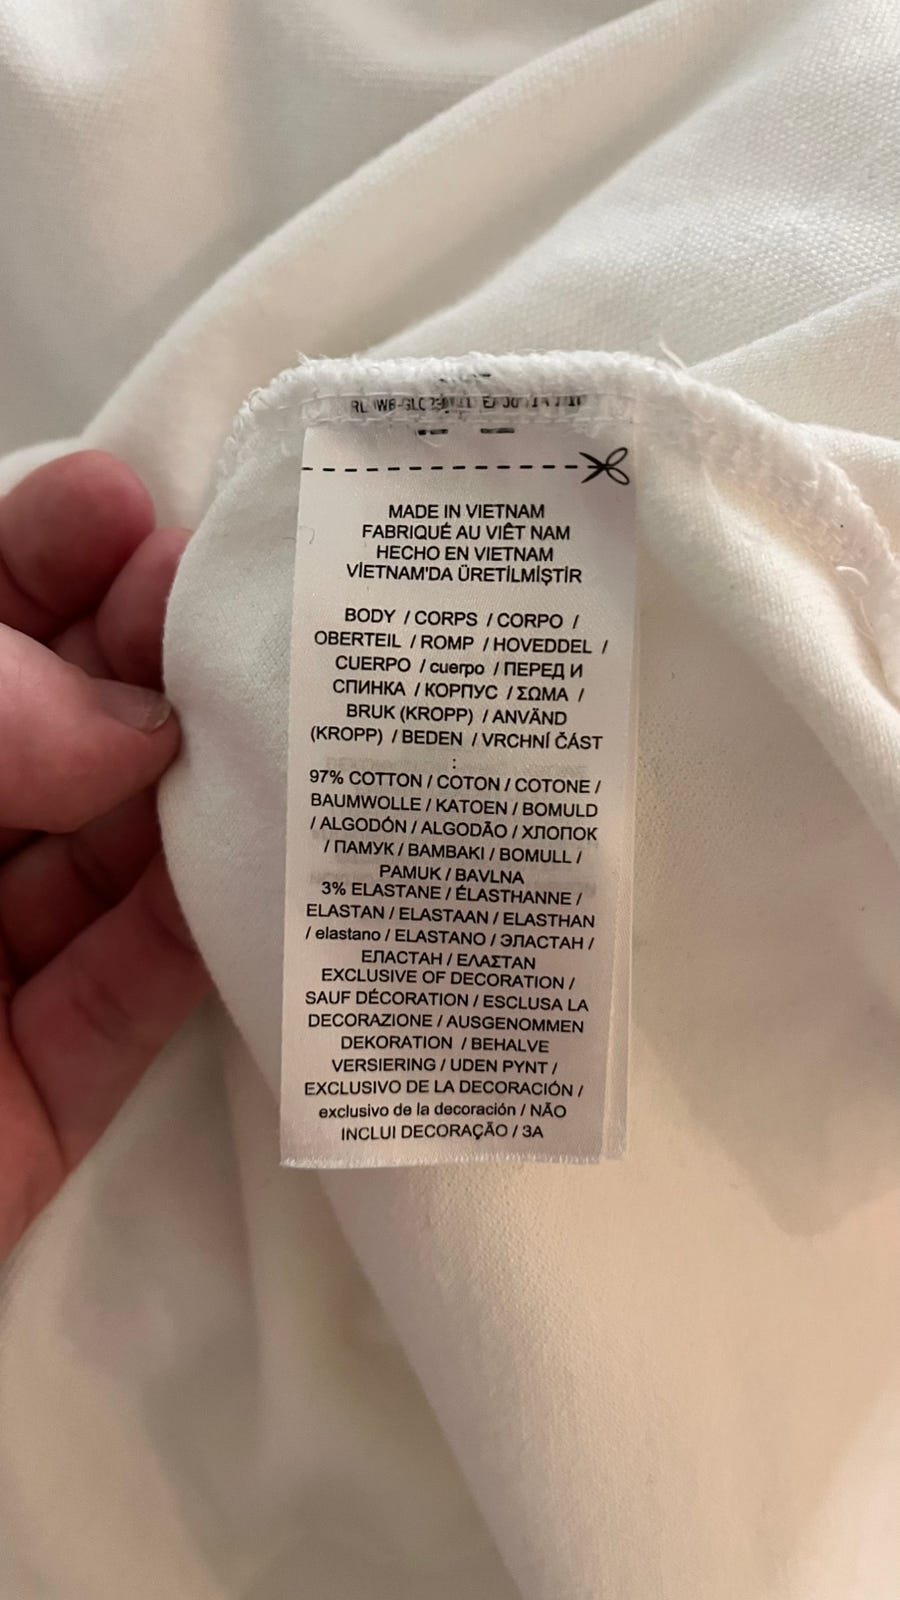 MADE IN VIETNAM
FABRIQUÉ AU VIÊT NAM
HECHO EN VIETNAM
VİETNAM'DA ÜRETİLMİŞTİR
BODY / CORPS / CORPO /
OBERTEIL / ROMP / HOVEDDEL /
CUERPO / cuerpo / ПЕРЕД И
СПИНКА / КОРПУС / ΣΩΜΑ /
BRUK (KROPP) / ANVÄND
(KROPP) / BEDEN / VRCHNÍ ČÁST
:
97% COTTON / COTON / COTONE /
BAUMWOLLE / KATOEN / BOMULD
/ ALGODÓN / ALGODÃO / ХЛОПОК
/ ПАМУК / ΒΑΜΒΑΚΙ / BOMULL /
PAMUK / BAVLNA
3% ELASTANE / ÉLASTHANNE /
ELASTAN / ELASTAAN / ELASTHAN
/ elastano / ELASTANO / ЭЛАСТАН /
ЕЛАСТАН / ΕΛΑΣΤΑΝ
EXCLUSIVE OF DECORATION /
SAUF DÉCORATION / ESCLUSA LA
DECORAZIONE / AUSGENOMMEN
DEKORATION / BEHALVE
VERSIERING / UDEN PYNT /
EXCLUSIVO DE LA DECORACIÓN /
exclusivo de la decoración / NÃO
INCLUI DECORAÇÃO / ЗА